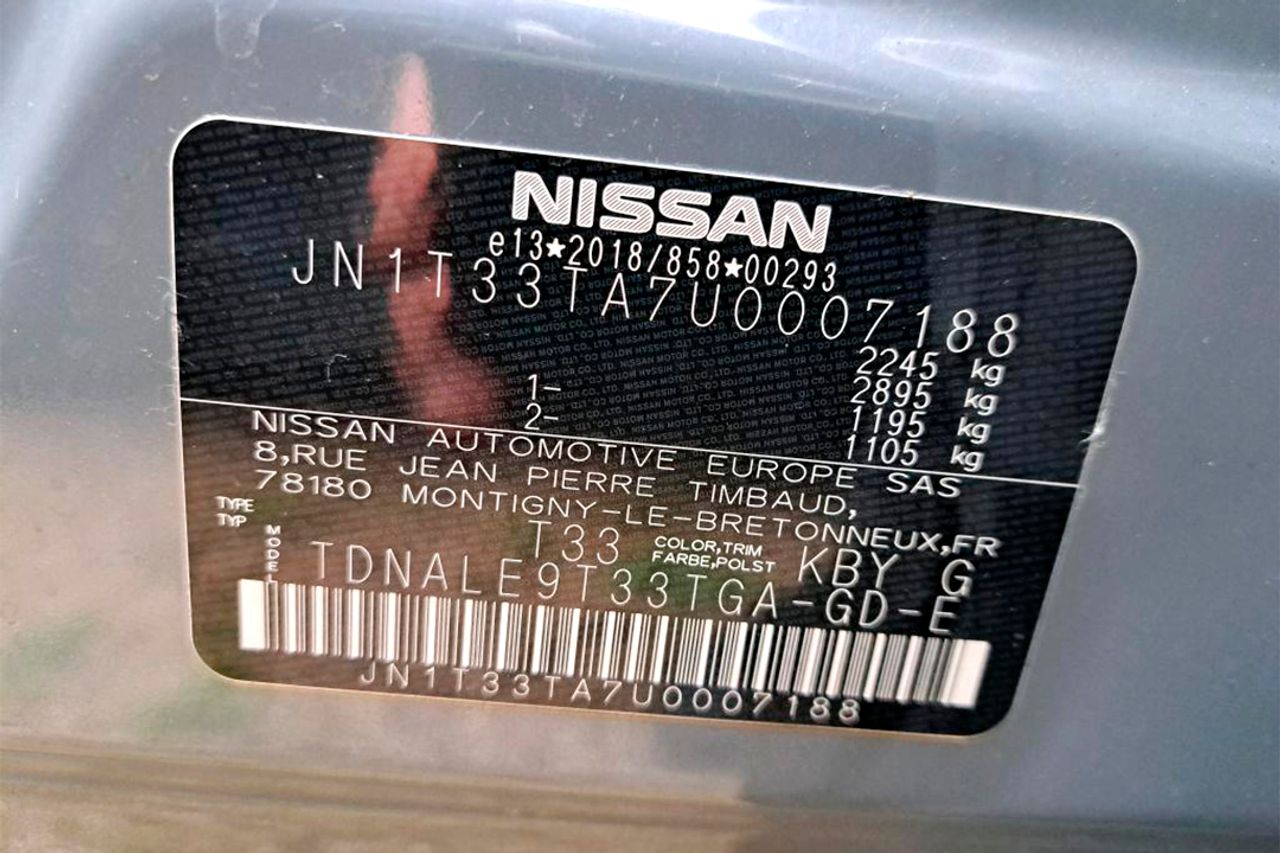 NISSAN
e13★2018/858★00293
JN1T33TA7U0007188
2245 kg
2895 kg
1- 1195 kg
2- 1105 kg
NISSAN AUTOMOTIVE EUROPE SAS
8,RUE JEAN PIERRE TIMBAUD,
78180 MONTIGNY-LE-BRETONNEUX,FR
TYPE
TYP
T33
COLOR,TRIM
FARBE,POLST
KBY G
MODEL
TDNALE9T33TGA-GD-E
JN1T33TA7U0007188